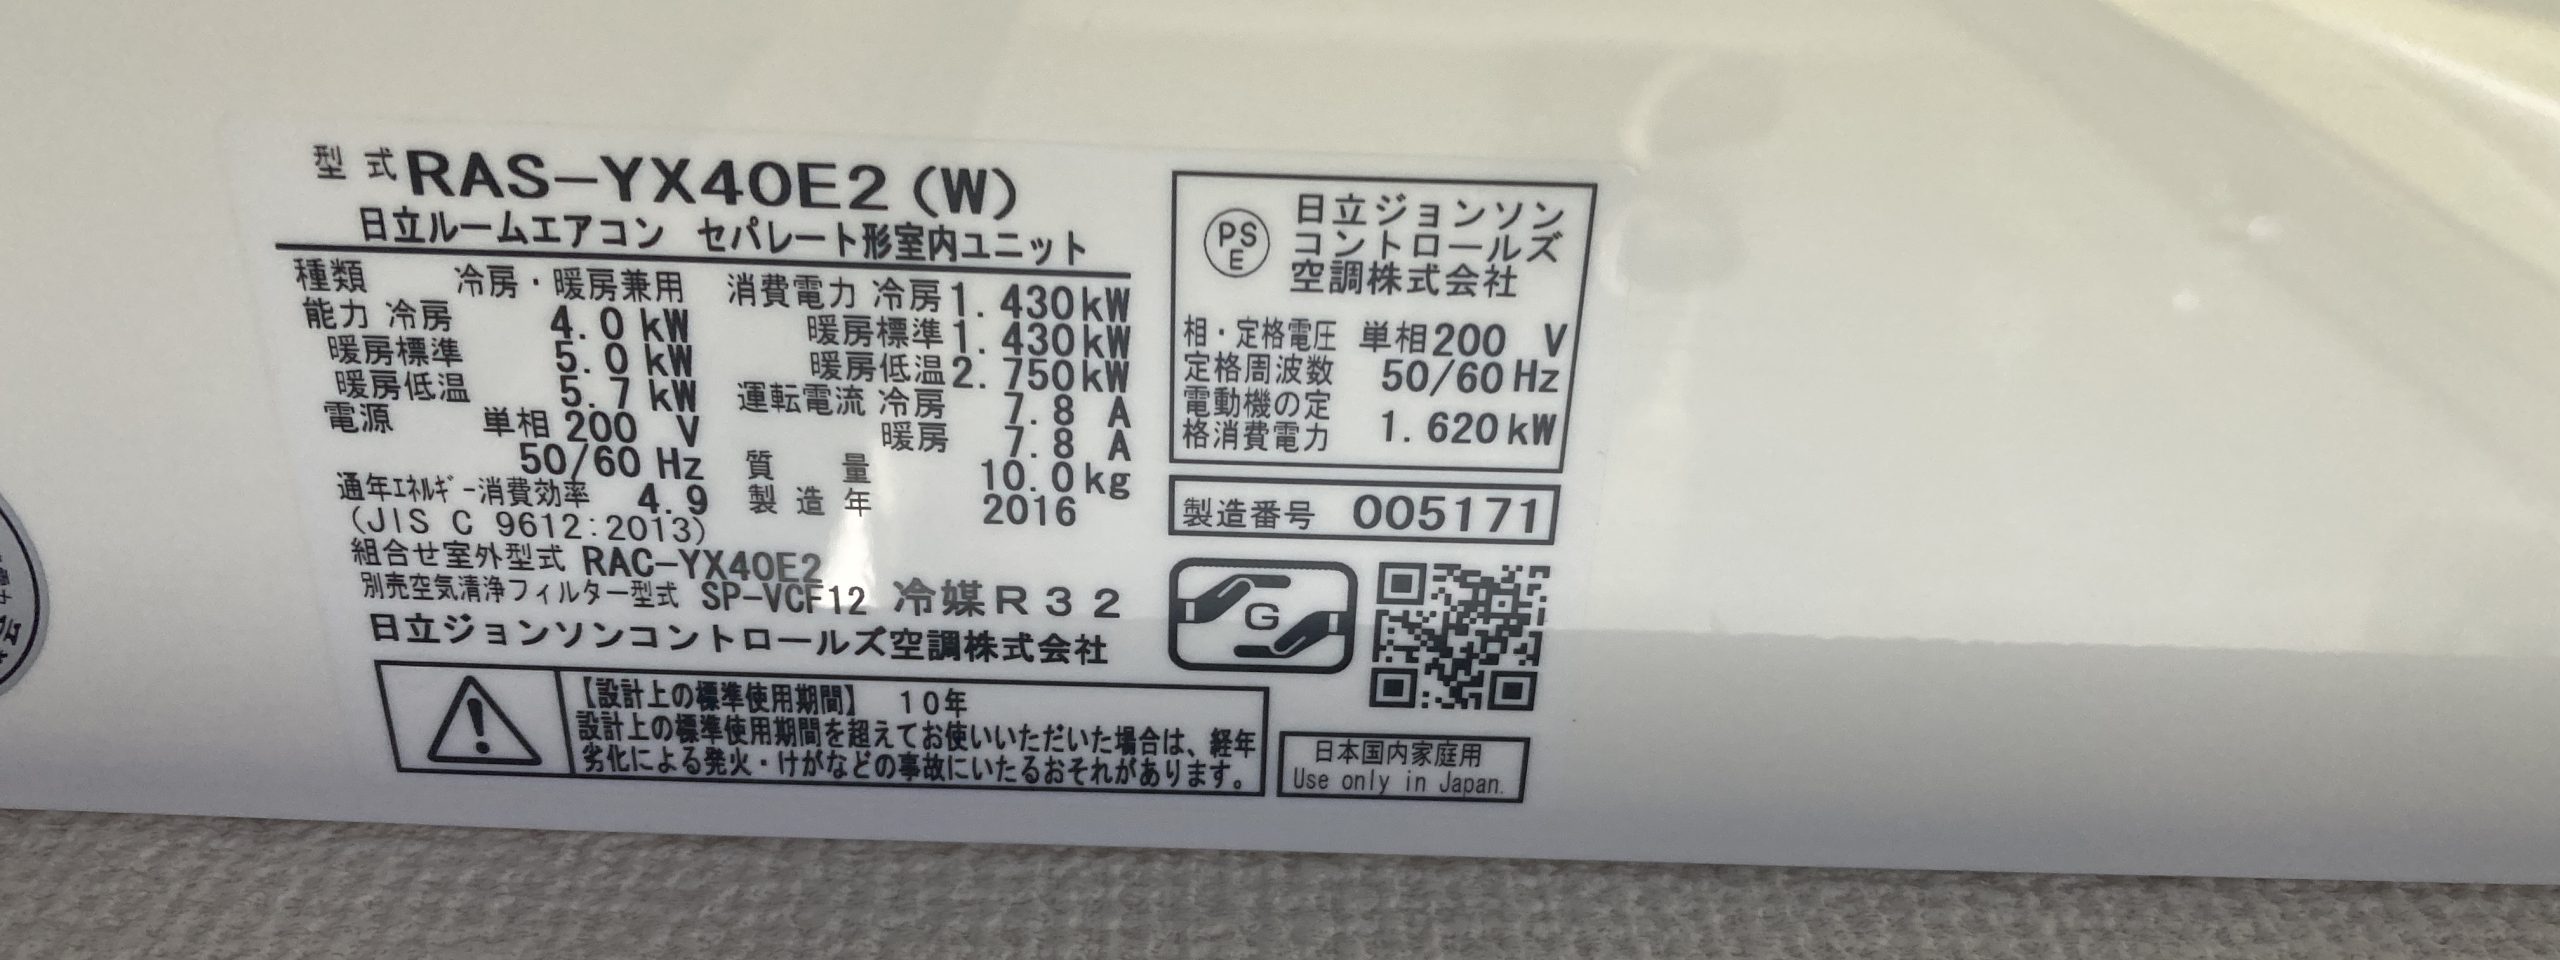 型式 RAS-YX40E2 (W)
日立ルームエアコン セパレート形室内ユニット
種類 冷房・暖房兼用
能力 冷房 4.0 kW
暖房標準 5.0 kW
暖房低温 5.7 kW
電源 単相 200 V
50/60 Hz
通年エネルギー消費効率 4.9
(JIS C 9612:2013)
消費電力 冷房 1.430kW
暖房標準 1.430kW
暖房低温 2.750kW
運転電流 冷房 7.8 A
暖房 7.8 A
質量 10.0kg
製造年 2016
組合せ室外型式 RAC-YX40E2
別売空気清浄フィルター型式 SP-VCF12 冷媒R32
日立ジョンソンコントロールズ空調株式会社
【設計上の標準使用期間】 10年
設計上の標準使用期間を超えてお使いいただいた場合は、経年
劣化による発火・けがなどの事故にいたるおそれがあります。
PS
E
日立ジョンソン
コントロールズ
空調株式会社
相・定格電圧 単相200 V
定格周波数 50/60 Hz
電動機の定
格消費電力 1.620kW
製造番号 005171
G
日本国内家庭用
Use only in Japan.